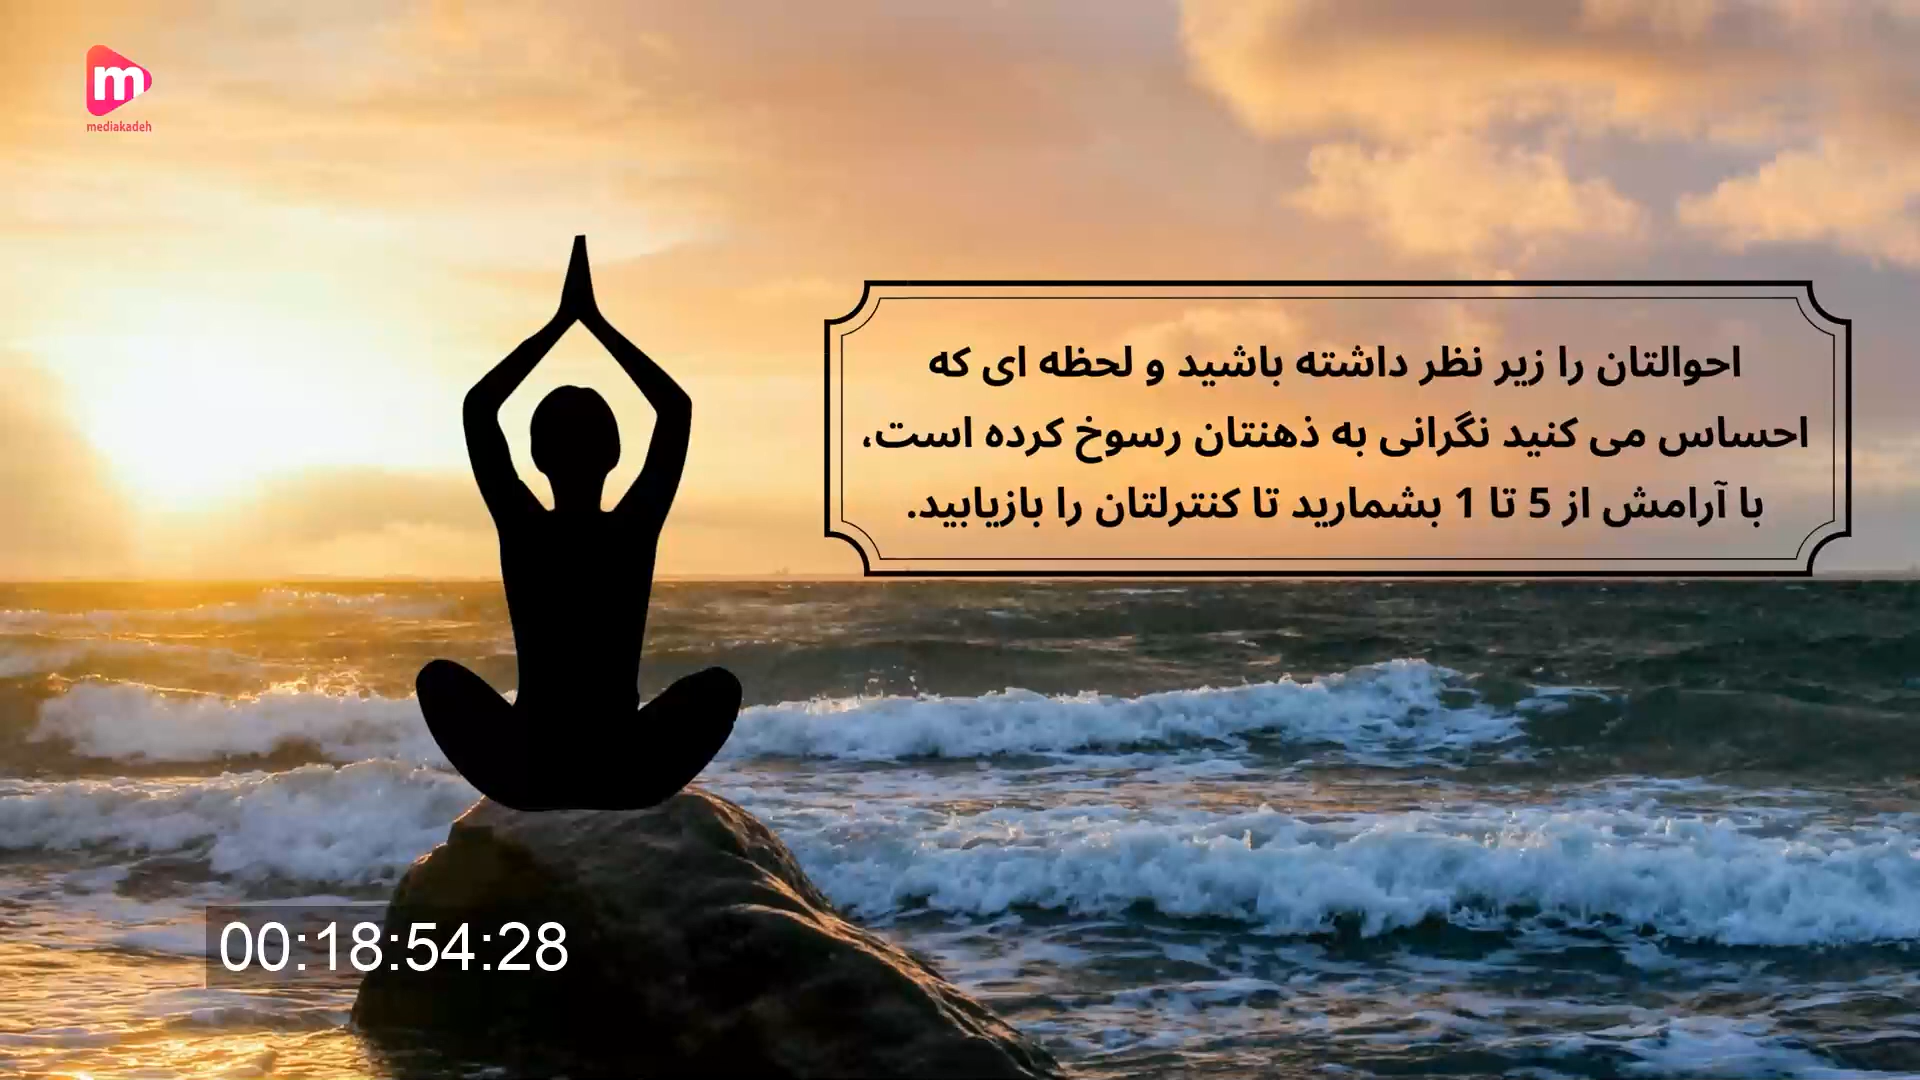 m
mediakadeh
احوالتان را زیر نظر داشته باشید و لحظه ای که
احساس می کنید نگرانی به ذهنتان رسوخ کرده است،
با آرامش از 5 تا 1 بشمارید تا کنترلتان را بازیابید.
00:18:54:28